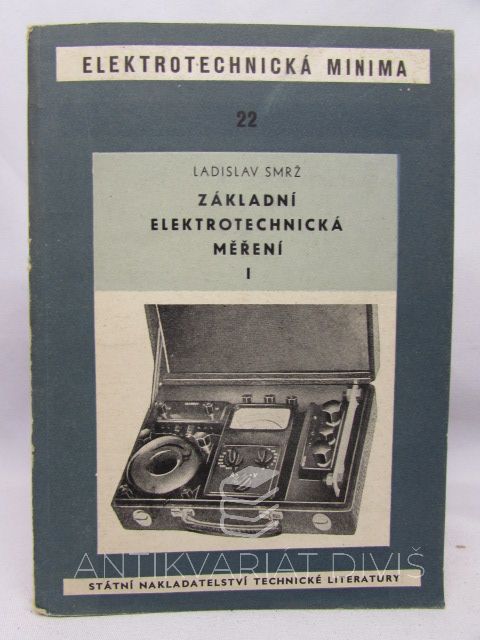 ELEKTROTECHNICKÁ MINIMA
22
LADISLAV SMRŽ
ZÁKLADNÍ
ELEKTROTECHNICKÁ
MĚŘENÍ
I
ANTIKVARIÁT DIVIŠ
STÁTNÍ NAKLADATELSTVÍ TECHNICKÉ LITERATURY